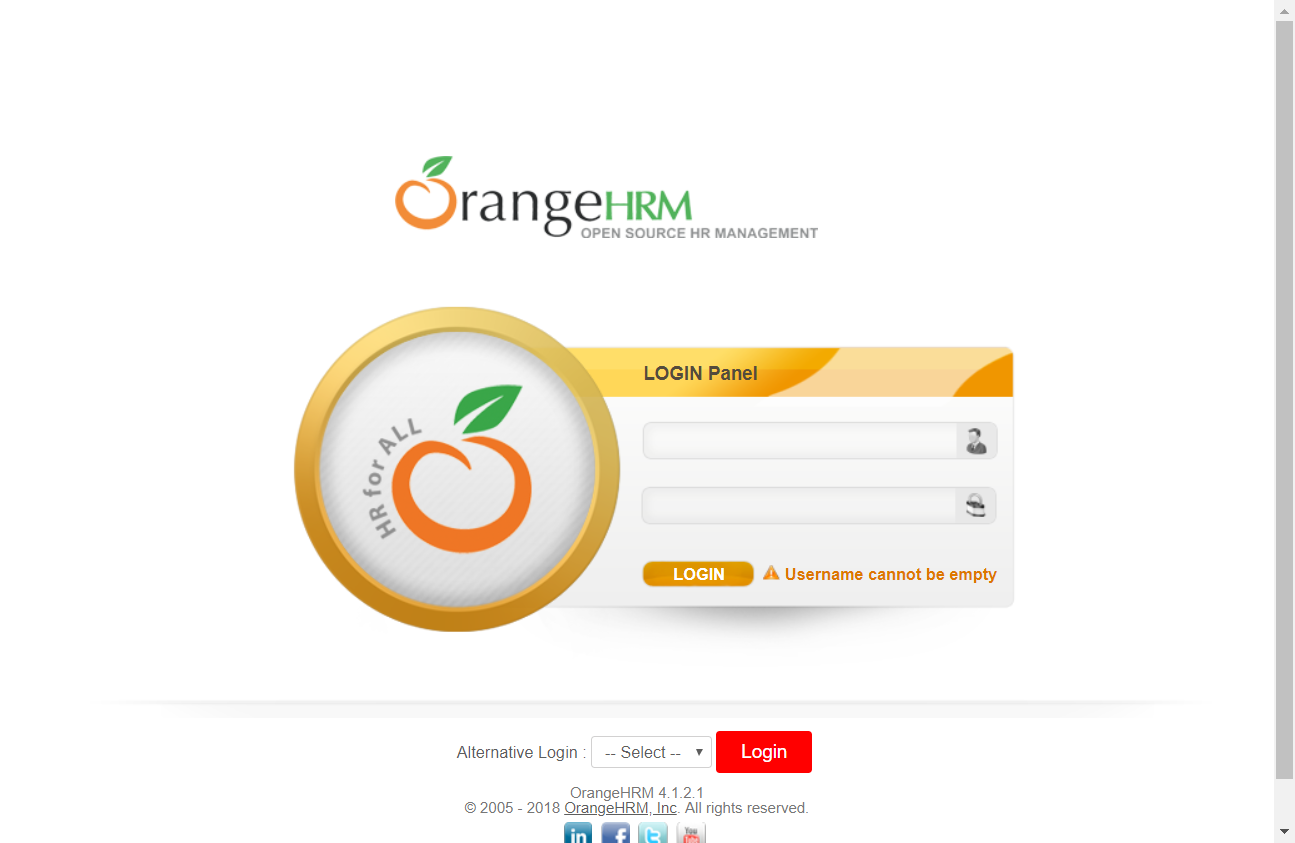 OrangeHRM
OPEN SOURCE HR MANAGEMENT
LOGIN Panel
HR for ALL
LOGIN Username cannot be empty
Alternative Login : -- Select -- Login
OrangeHRM 4.1.2.1
© 2005 - 2018 OrangeHRM, Inc. All rights reserved.
in f t You